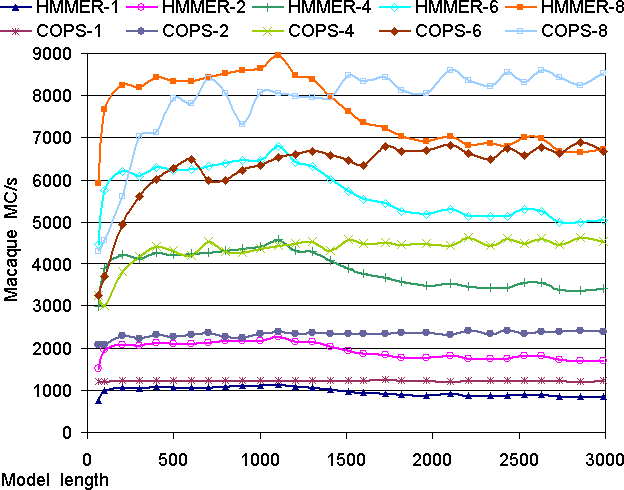 HMMER-1 HMMER-2 HMMER-4 HMMER-6 HMMER-8
COPS-1 COPS-2 COPS-4 COPS-6 COPS-8
9000
8000
7000
6000
5000
4000
3000
2000
1000
0
Macaque MC/s
0 500 1000 1500 2000 2500 3000
Model length